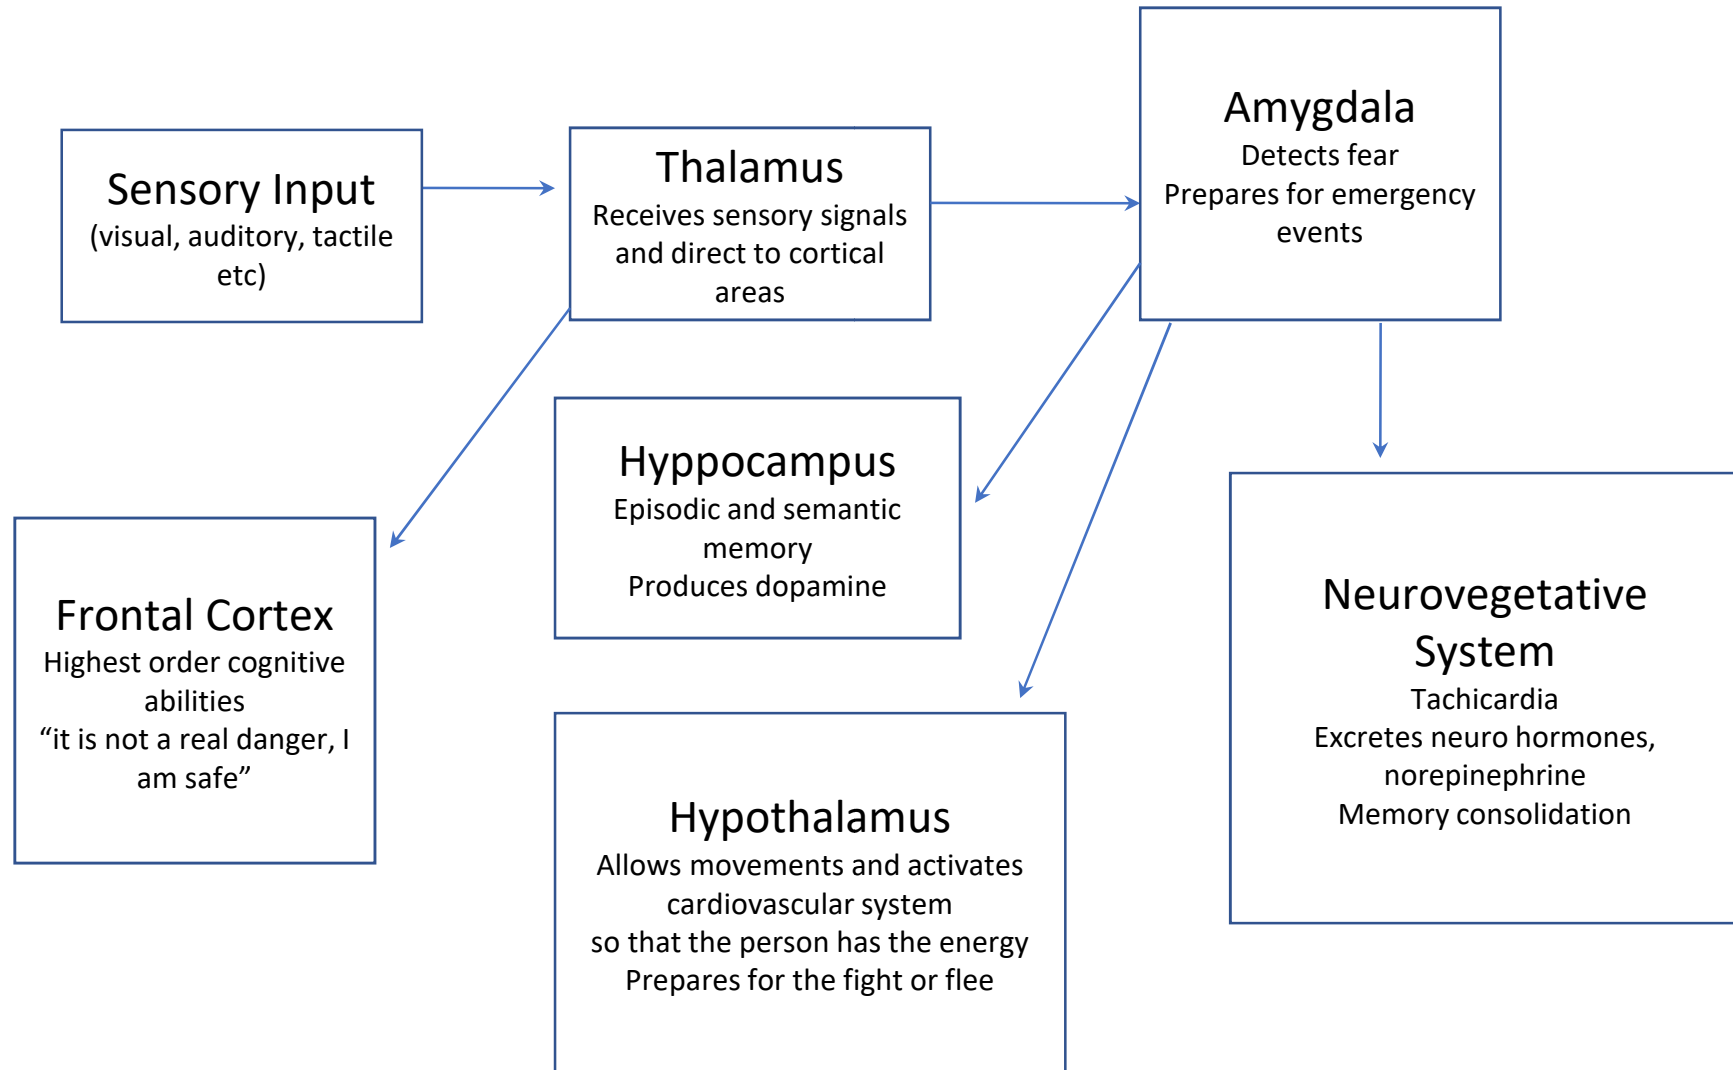 Sensory Input
(visual, auditory, tactile
etc)
Thalamus
Receives sensory signals
and direct to cortical
areas
Amygdala
Detects fear
Prepares for emergency
events
Hyppocampus
Episodic and semantic
memory
Produces dopamine
Frontal Cortex
Highest order cognitive
abilities
“it is not a real danger, I
am safe”
Hypothalamus
Allows movements and activates
cardiovascular system
so that the person has the energy
Prepares for the fight or flee
Neurovegetative
System
Tachicardia
Excretes neuro hormones,
norepinephrine
Memory consolidation